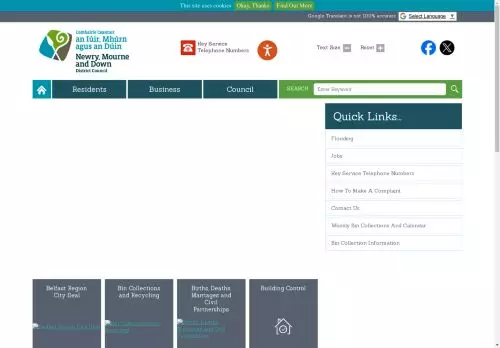 This site uses cookies Okay, Thanks Find Out More
Google Translate is not 100% accurate Select Language
Comhairle Ceantair
an Iúir, Mhúrn
agus an Dúin
Newry, Mourne
and Down
District Council
Key Service
Telephone Numbers
Text Size
Reset
Residents
Business
Council
SEARCH
Enter Keyword
Quick Links...
Flooding
Jobs
Key Service Telephone Numbers
How To Make A Complaint
Contact Us
Weekly Bin Collections And Calendar
Bin Collection Information
Belfast Region
City Deal
Bin Collections
and Recycling
Births, Deaths,
Marriages and
Civil
Partnerships
Building Control